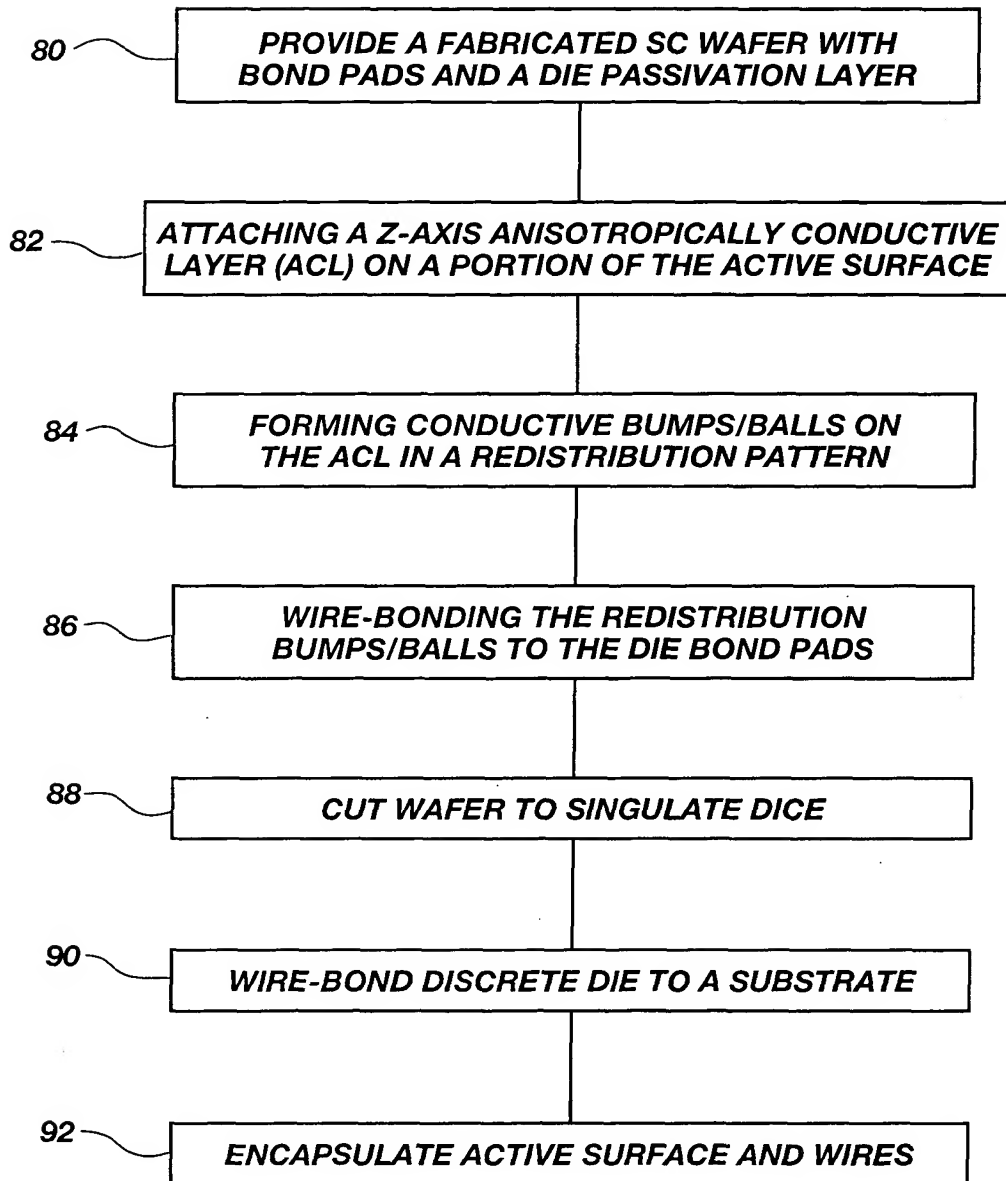 80
PROVIDE A FABRICATED SC WAFER WITH
BOND PADS AND A DIE PASSIVATION LAYER
82
ATTACHING A Z-AXIS ANISOTROPICALLY CONDUCTIVE
LAYER (ACL) ON A PORTION OF THE ACTIVE SURFACE
84
FORMING CONDUCTIVE BUMPS/BALLS ON
THE ACL IN A REDISTRIBUTION PATTERN
86
WIRE-BONDING THE REDISTRIBUTION
BUMPS/BALLS TO THE DIE BOND PADS
88
CUT WAFER TO SINGULATE DICE
90
WIRE-BOND DISCRETE DIE TO A SUBSTRATE
92
ENCAPSULATE ACTIVE SURFACE AND WIRES